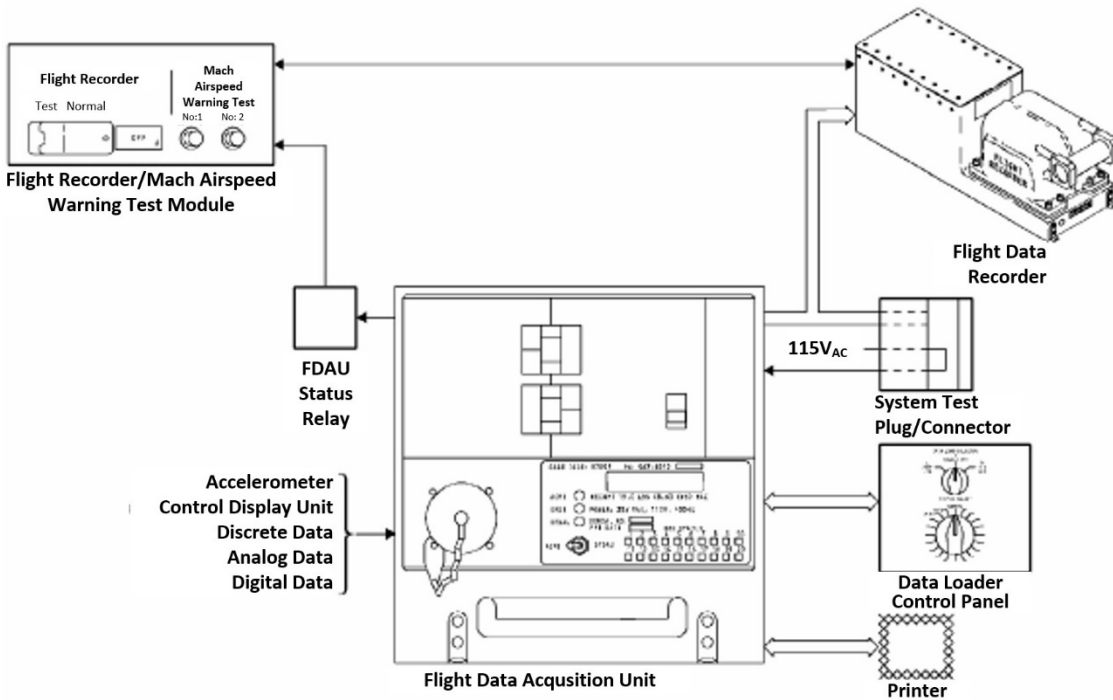 Flight Recorder
Mach
Airspeed
Warning Test
Test Normal
No:1 No: 2
OFF
Flight Recorder/Mach Airspeed
Warning Test Module
FLIGHT
RECORDER
Flight Data
Recorder
FDAU
Status
Relay
115VAC
System Test
Plug/Connector
Accelerometer
Control Display Unit
Discrete Data
Analog Data
Digital Data
Data Loader
Control Panel
Printer
Flight Data Acqusition Unit